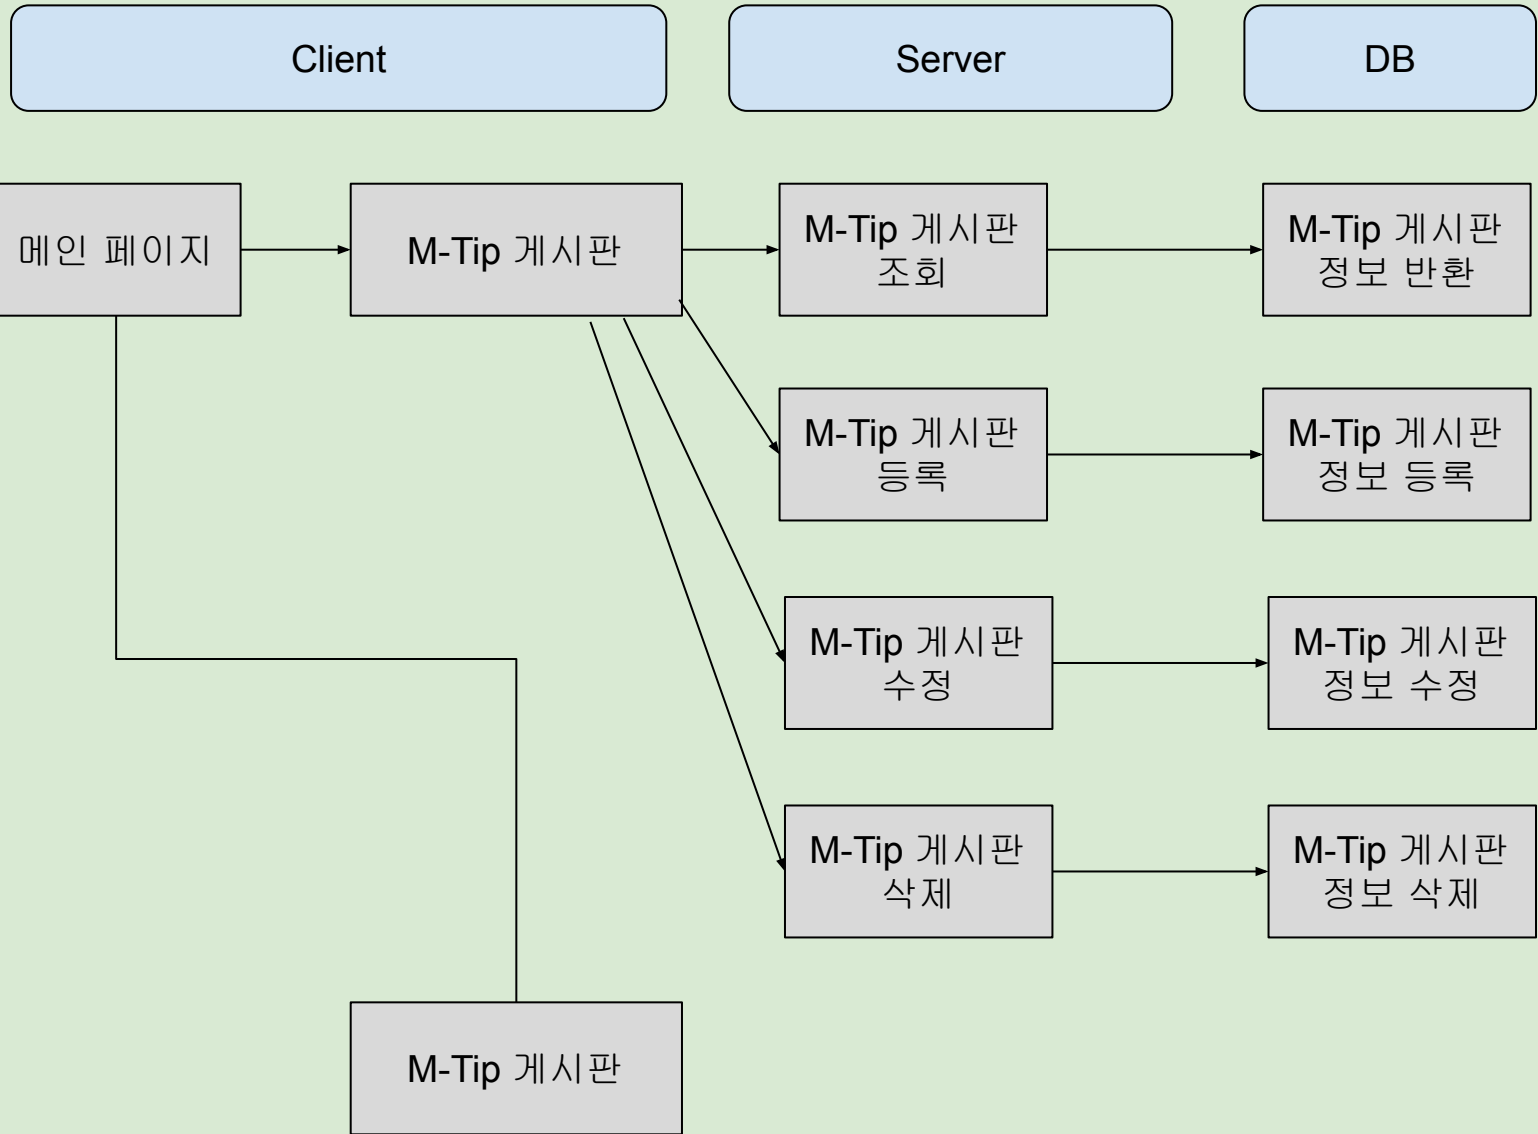 Client
Server
DB
메인 페이지
M-Tip 게시판
M-Tip 게시판
조회
M-Tip 게시판
정보 반환
M-Tip 게시판
등록
M-Tip 게시판
정보 등록
M-Tip 게시판
수정
M-Tip 게시판
정보 수정
M-Tip 게시판
삭제
M-Tip 게시판
정보 삭제
M-Tip 게시판